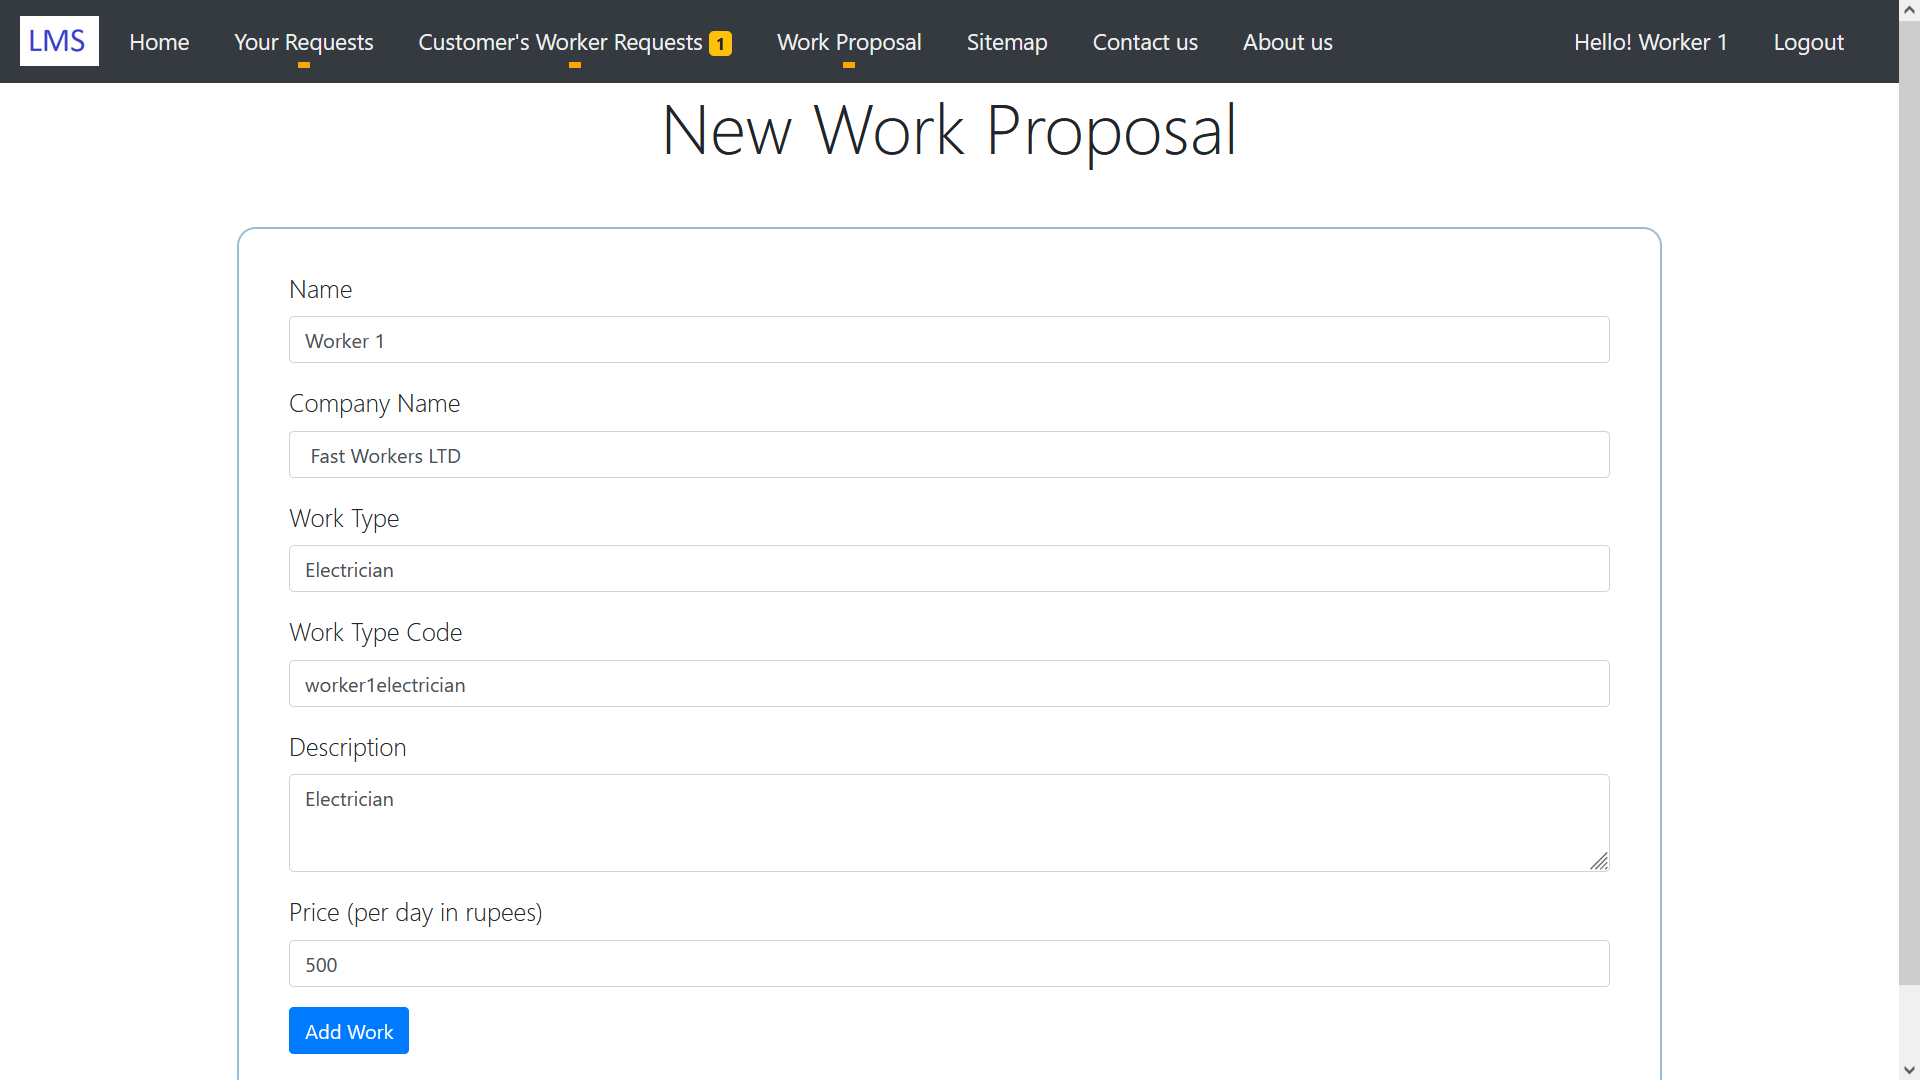 LMS Home Your Requests Customer's Worker Requests 1 Work Proposal Sitemap Contact us About us Hello! Worker 1 Logout
New Work Proposal
Name
Worker 1
Company Name
Fast Workers LTD
Work Type
Electrician
Work Type Code
worker1electrician
Description
Electrician
Price (per day in rupees)
500
Add Work